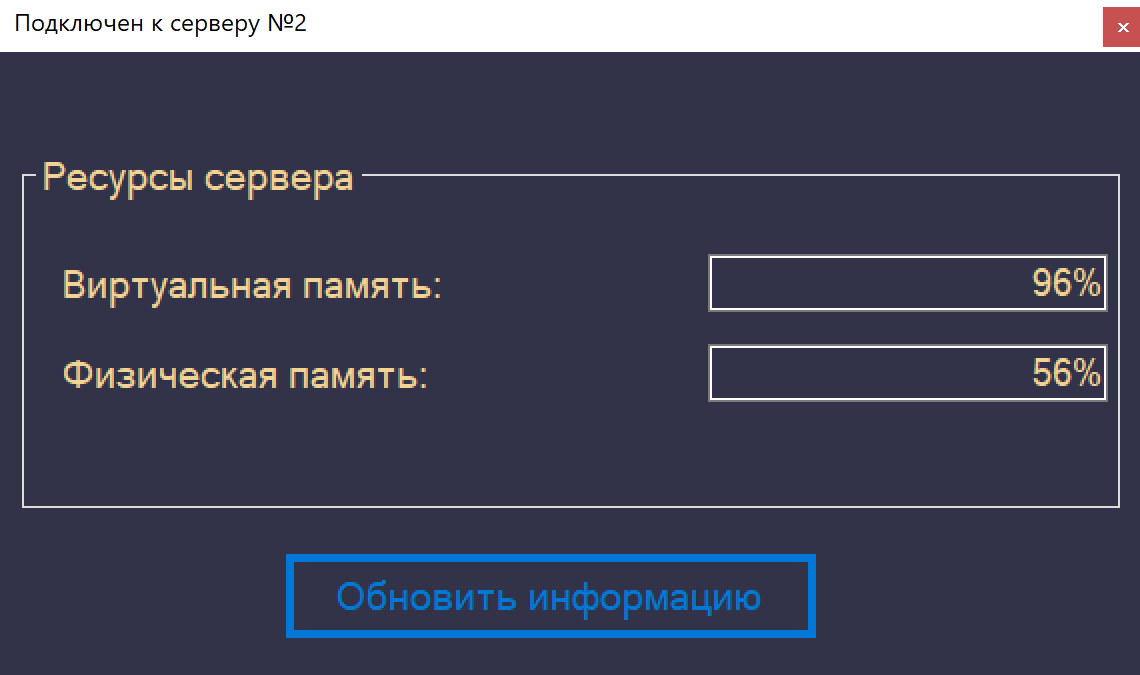 Подключен к серверу №2
Ресурсы сервера
Виртуальная память:
96%
Физическая память:
56%
Обновить информацию